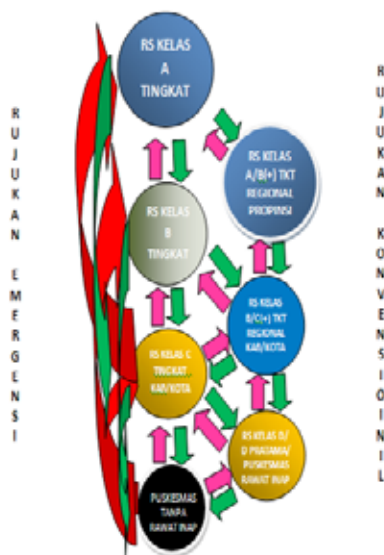 RS KELAS
A
TINGKAT
RS KELAS
A/B(+) TKT
REGIONAL
PROPINSI
RS KELAS
B
TINGKAT
RS KELAS
B/C(+) TKT
REGIONAL
KAB/KOTA
RS KELAS C
TINGKAT
KAB/KOTA
RS KELAS D/
D PRATAMA/
PUSKESMAS
RAWAT INAP
PUSKESMAS
TANPA
RAWAT INAP
RUJUKAN EMERGENSI
RUJUKAN KONVENSIOINIL